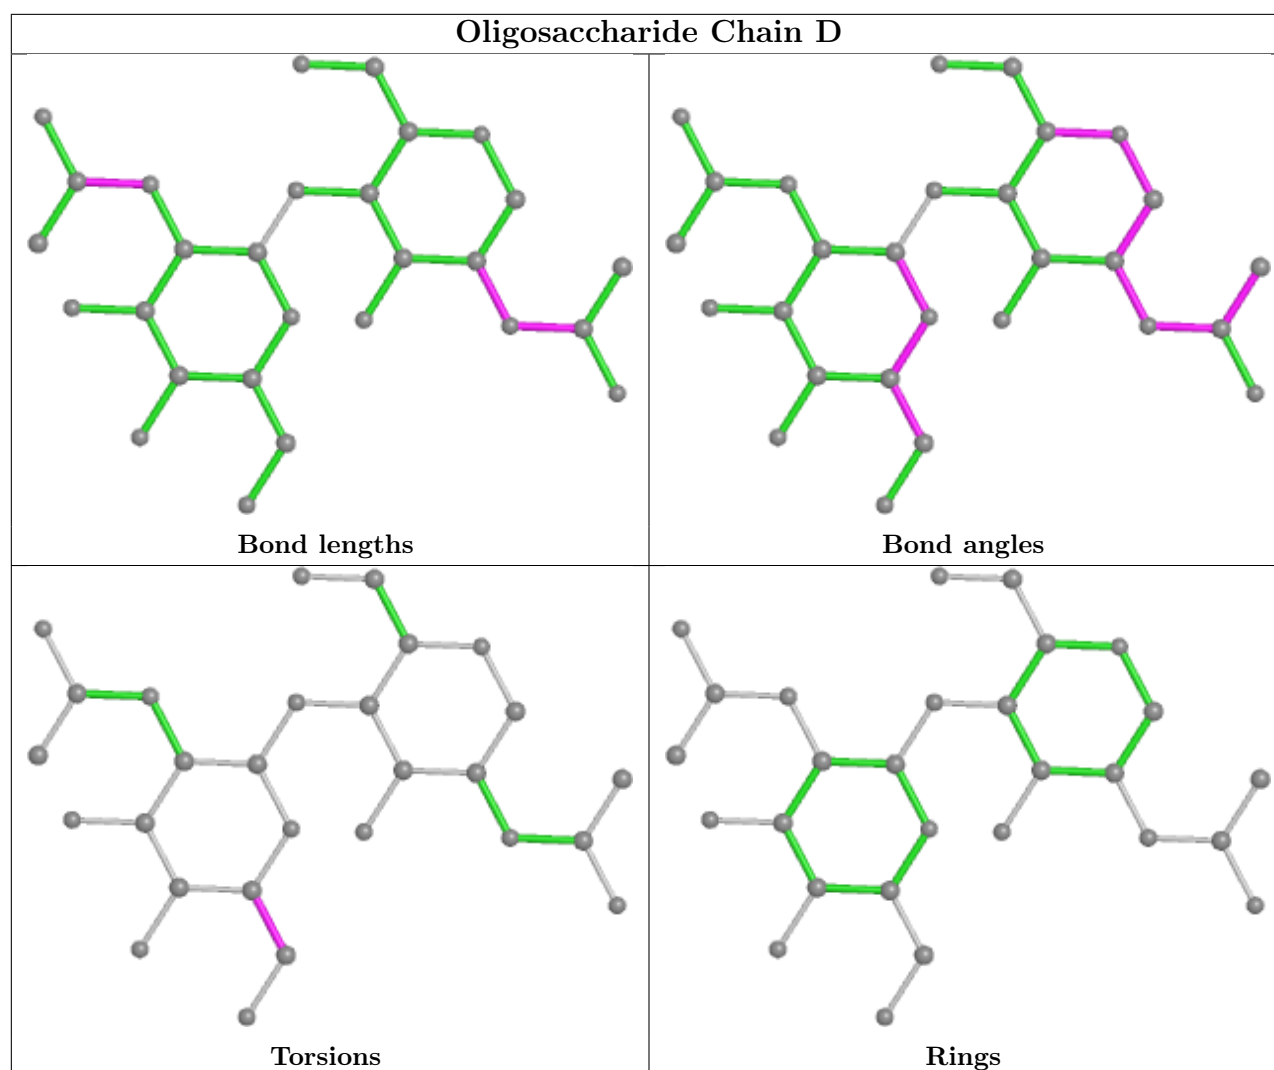 Oligosaccharide Chain D
Bond lengths
Bond angles
Torsions
Rings